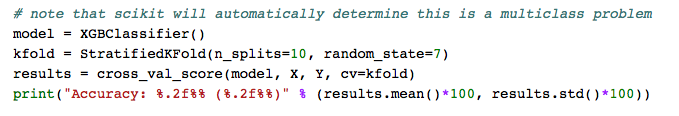 # note that scikit will automatically determine this is a multiclass problem
model = XGBClassifier()
kfold = StratifiedKFold(n_splits=10, random_state=7)
results = cross_val_score(model, X, Y, cv=kfold)
print("Accuracy: %.2f%% (%.2f%%)" % (results.mean()*100, results.std()*100))